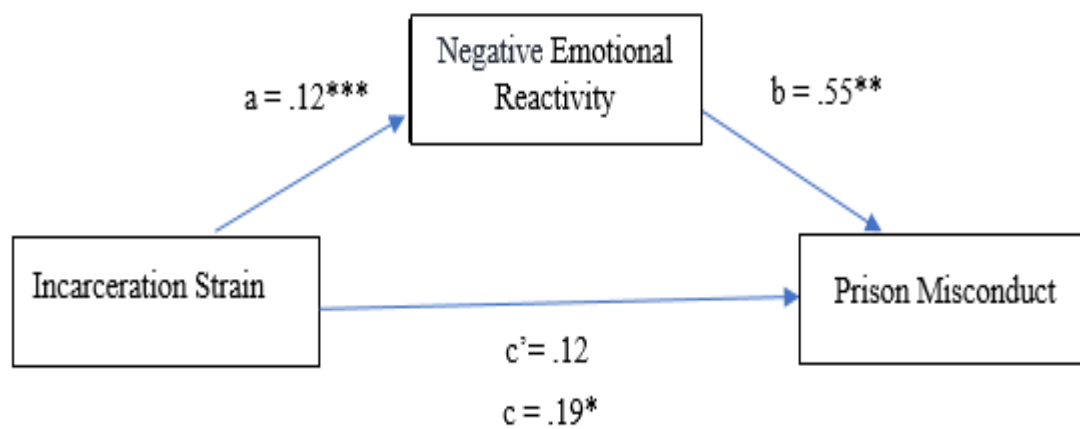 Negative Emotional
Reactivity
a = .12***
b = .55**
Incarceration Strain
Prison Misconduct
c’= .12
c = .19*